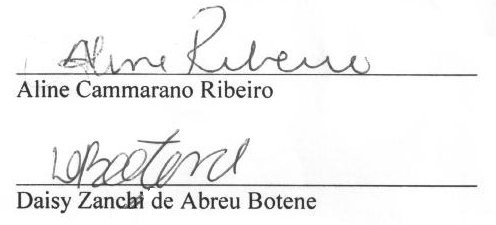 Aline Ribeiro
Aline Cammarano Ribeiro
Daisy Zanchi de Abreu Botene